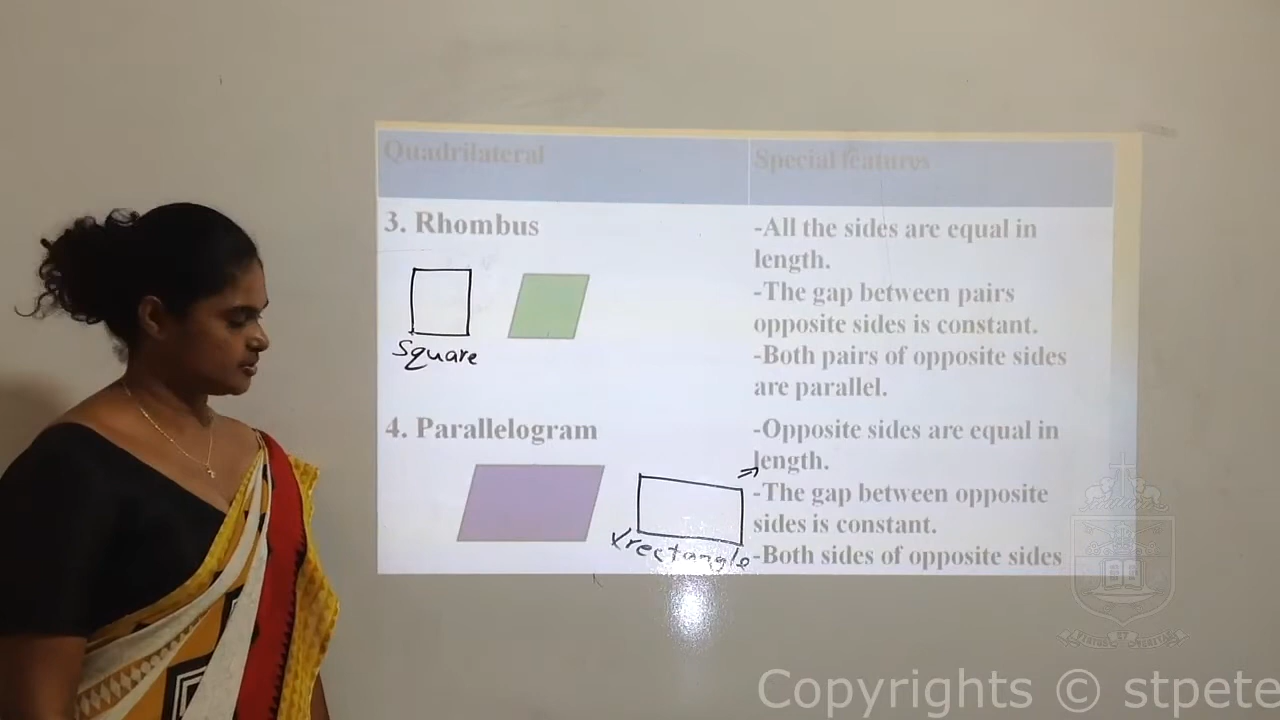 Quadrilateral
Special features
3. Rhombus
Square
-All the sides are equal in
length.
-The gap between pairs
opposite sides is constant.
-Both pairs of opposite sides
are parallel.
4. Parallelogram
rectangle
-Opposite sides are equal in
length.
-The gap between opposite
sides is constant.
-Both sides of opposite sides
Copyrights © stpete